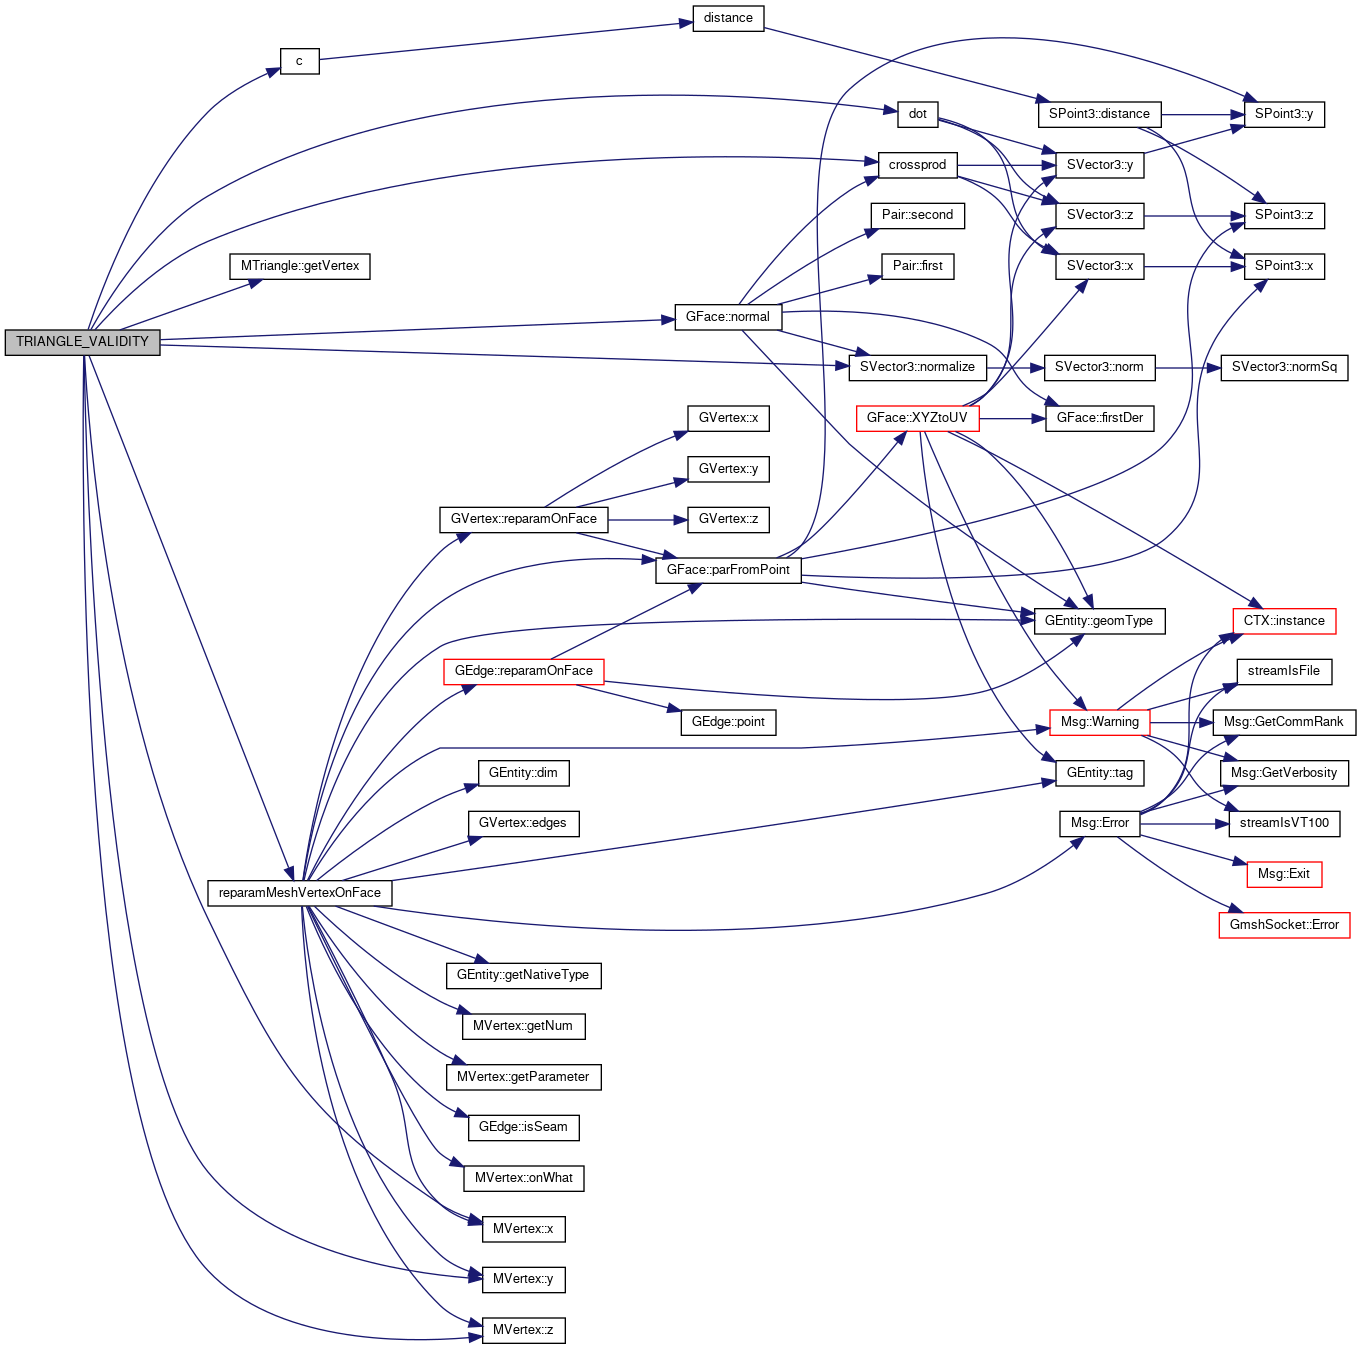 distance
c
SPoint3::distance
SPoint3::y
dot
crossprod
SVector3::y
Pair::second
SVector3::z
SPoint3::z
MTriangle::getVertex
Pair::first
SVector3::x
SPoint3::x
GFace::normal
TRIANGLE_VALIDITY
SVector3::normalize
SVector3::norm
SVector3::normSq
GVertex::x
GFace::XYZtoUV
GFace::firstDer
GVertex::y
GVertex::reparamOnFace
GVertex::z
GFace::parFromPoint
GEntity::geomType
CTX::instance
GEdge::reparamOnFace
streamIsFile
GEdge::point
Msg::Warning
Msg::GetCommRank
GEntity::dim
GEntity::tag
Msg::GetVerbosity
GVertex::edges
Msg::Error
streamIsVT100
reparamMeshVertexOnFace
Msg::Exit
GmshSocket::Error
GEntity::getNativeType
MVertex::getNum
MVertex::getParameter
GEdge::isSeam
MVertex::onWhat
MVertex::x
MVertex::y
MVertex::z